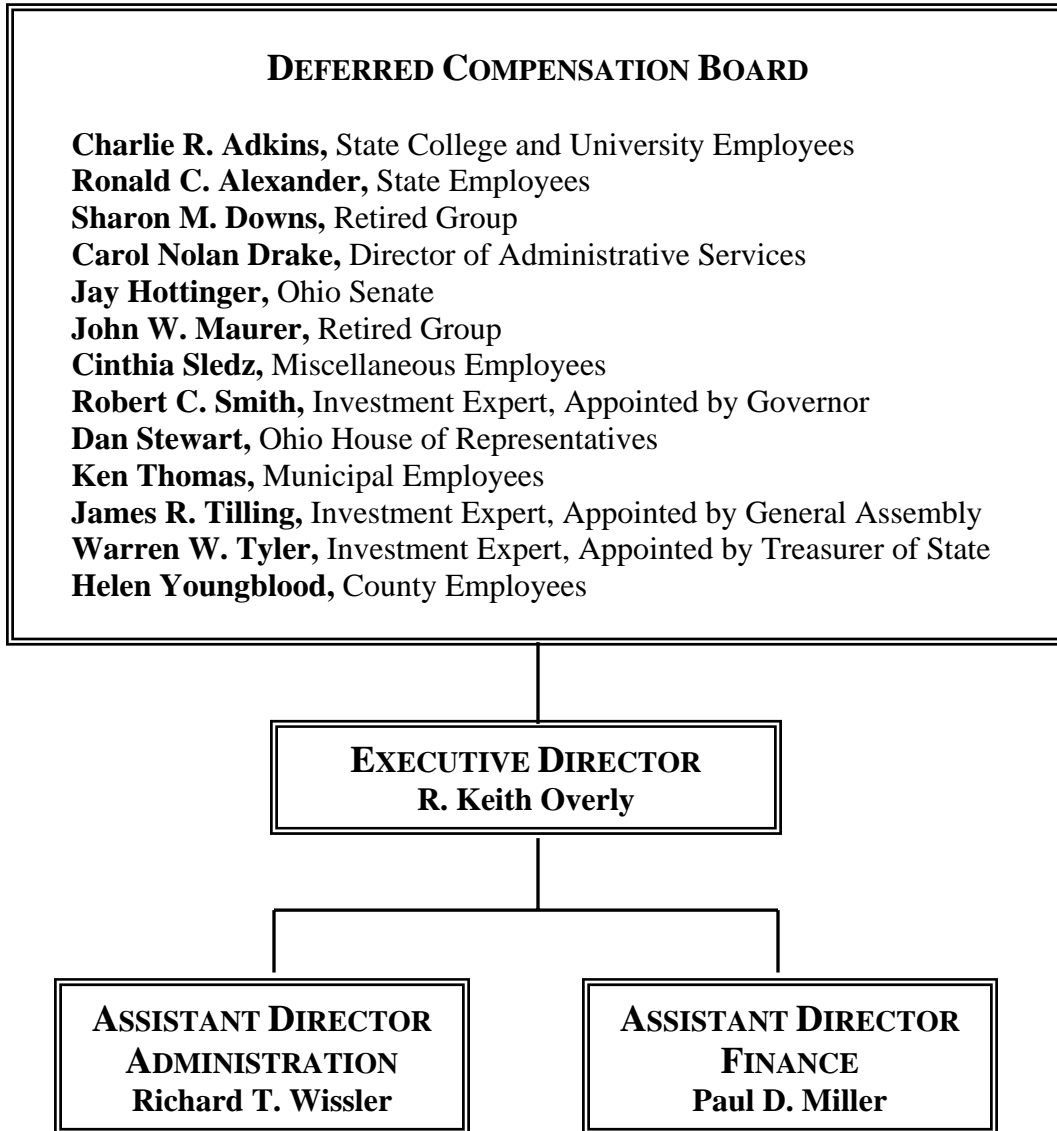 DEFERRED COMPENSATION BOARD
Charlie R. Adkins, State College and University Employees
Ronald C. Alexander, State Employees
Sharon M. Downs, Retired Group
Carol Nolan Drake, Director of Administrative Services
Jay Hottinger, Ohio Senate
John W. Maurer, Retired Group
Cinthia Sledz, Miscellaneous Employees
Robert C. Smith, Investment Expert, Appointed by Governor
Dan Stewart, Ohio House of Representatives
Ken Thomas, Municipal Employees
James R. Tilling, Investment Expert, Appointed by General Assembly
Warren W. Tyler, Investment Expert, Appointed by Treasurer of State
Helen Youngblood, County Employees
EXECUTIVE DIRECTOR
R. Keith Overly
ASSISTANT DIRECTOR
ADMINISTRATION
Richard T. Wissler
ASSISTANT DIRECTOR
FINANCE
Paul D. Miller